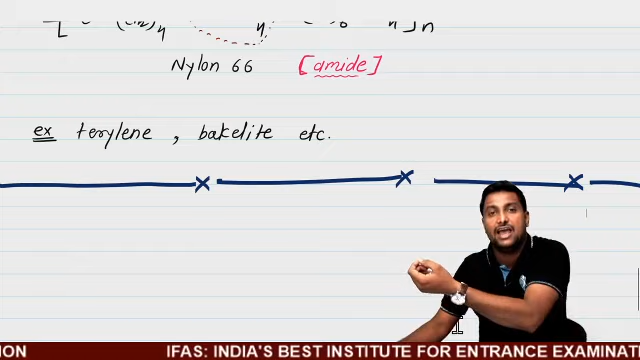 Nylon 66 [amide]
ex terylene , bakelite etc.
ION IFAS: INDIA'S BEST INSTITUTE FOR ENTRANCE EXAMINAT